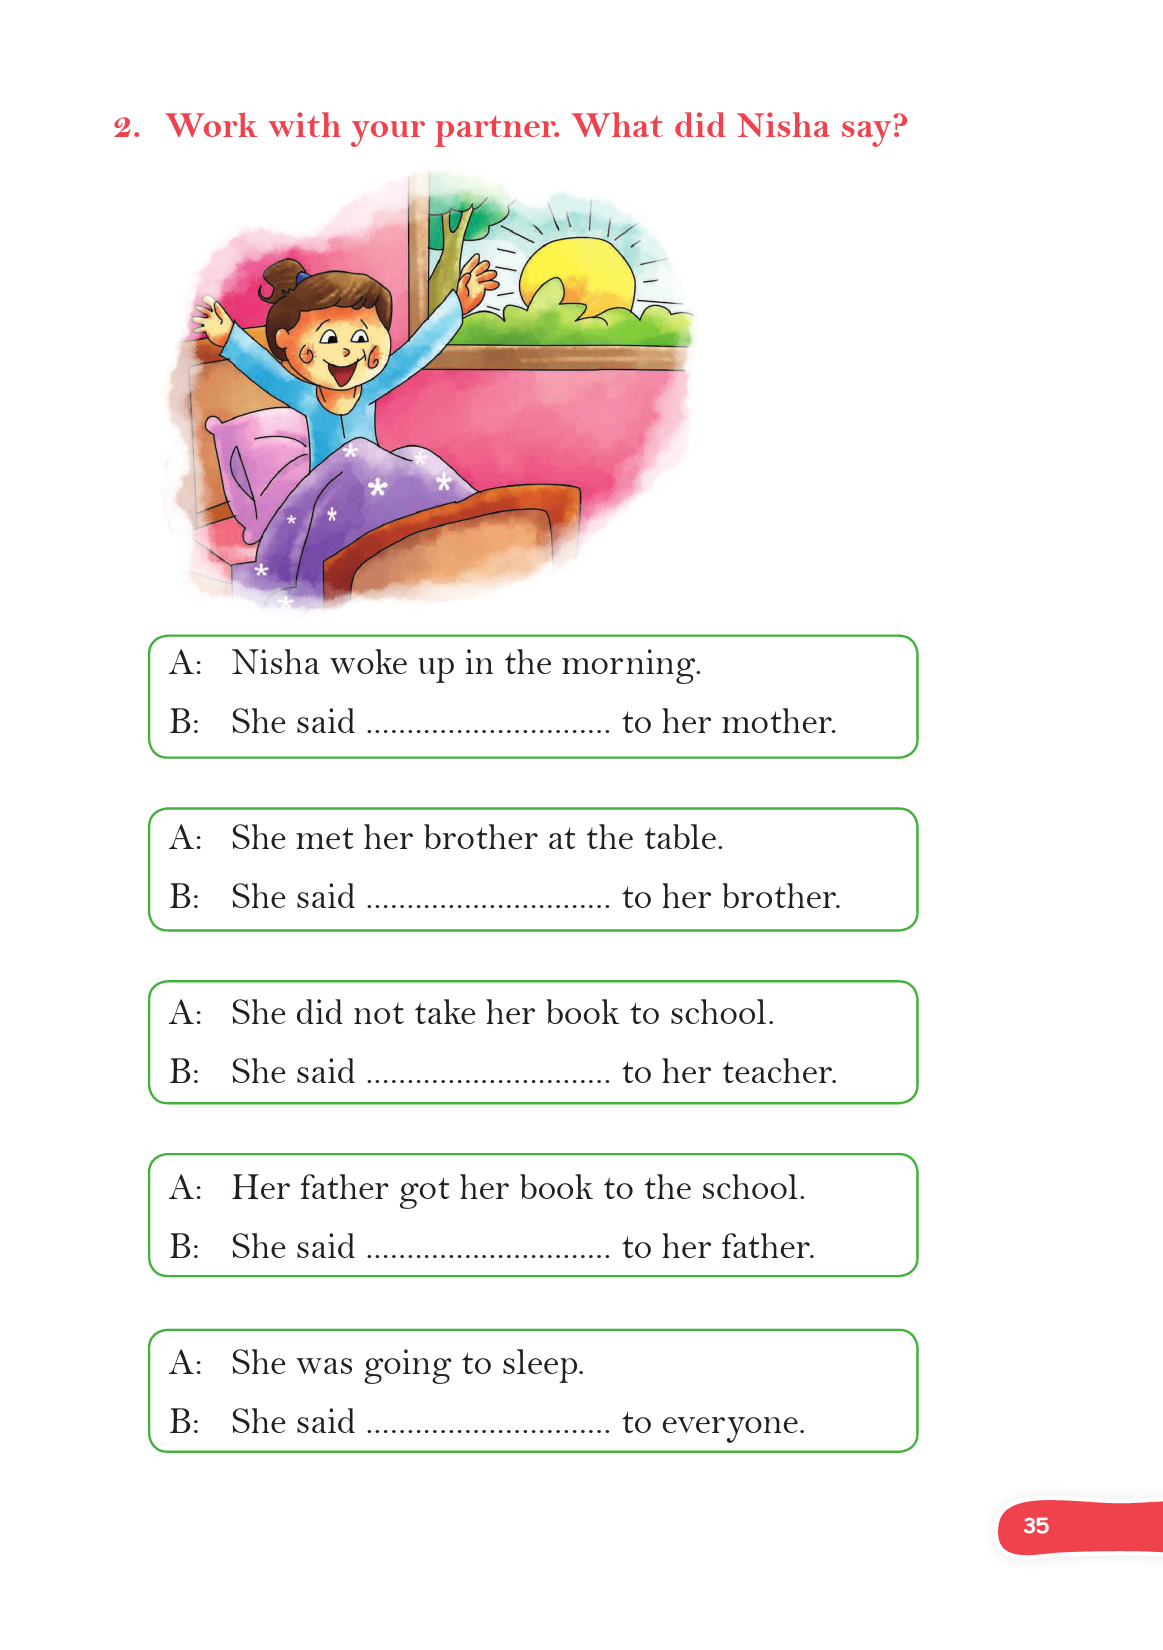 2. Work with your partner. What did Nisha say?
A: Nisha woke up in the morning.
B: She said ............................. to her mother.
A: She met her brother at the table.
B: She said ............................. to her brother.
A: She did not take her book to school.
B: She said ............................. to her teacher.
A: Her father got her book to the school.
B: She said ............................. to her father.
A: She was going to sleep.
B: She said ............................. to everyone.
35